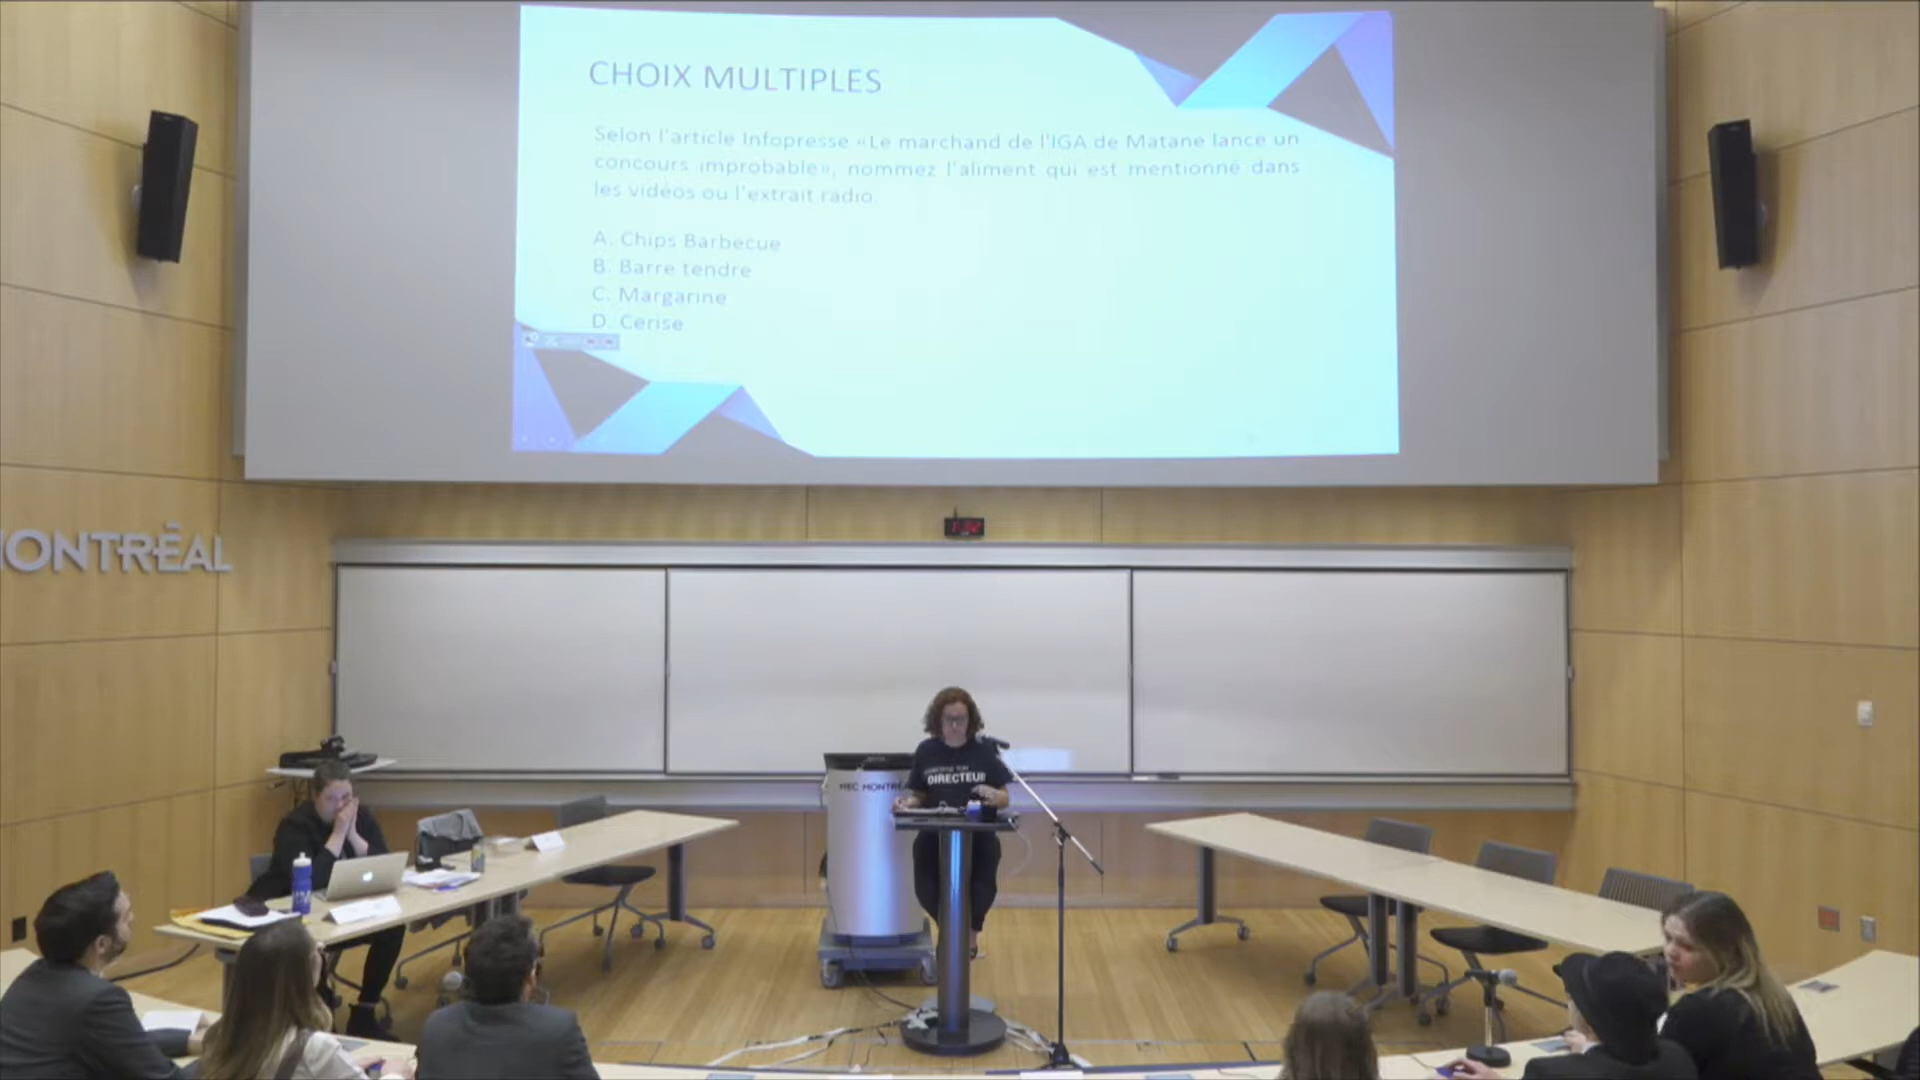 CHOIX MULTIPLES
Selon l'article Infopresse «Le marchand de l'IGA de Matane lance un
concours improbable», nommez l'aliment qui est mentionné dans
les vidéos ou l'extrait radio.
A. Chips Barbecue
B. Barre tendre
C. Margarine
D. Cerise
MONTRÉAL
DIRECTEUR
HEC MONTRÉAL